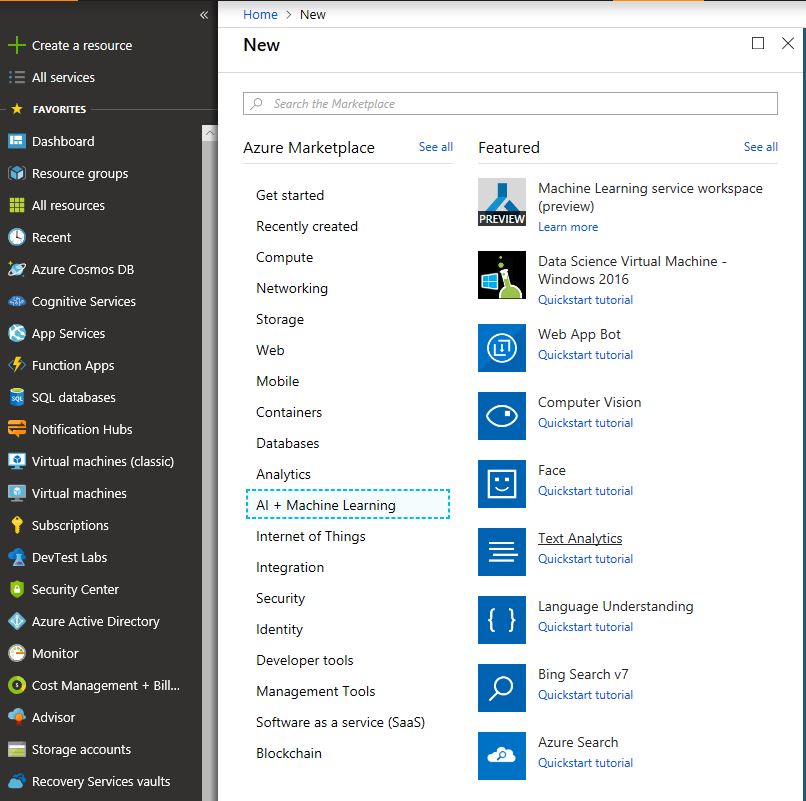 Create a resource
All services
FAVORITES
Dashboard
Resource groups
All resources
Recent
Azure Cosmos DB
Cognitive Services
App Services
Function Apps
SQL databases
Notification Hubs
Virtual machines (classic)
Virtual machines
Subscriptions
DevTest Labs
Security Center
Azure Active Directory
Monitor
Cost Management + Bill...
Advisor
Storage accounts
Recovery Services vaults
Home > New
New
Search the Marketplace
Azure Marketplace See all
Get started
Recently created
Compute
Networking
Storage
Web
Mobile
Containers
Databases
Analytics
AI + Machine Learning
Internet of Things
Integration
Security
Identity
Developer tools
Management Tools
Software as a service (SaaS)
Blockchain
Featured See all
PREVIEW
Machine Learning service workspace
(preview)
Learn more
Data Science Virtual Machine -
Windows 2016
Quickstart tutorial
Web App Bot
Quickstart tutorial
Computer Vision
Quickstart tutorial
Face
Quickstart tutorial
Text Analytics
Quickstart tutorial
Language Understanding
Quickstart tutorial
Bing Search v7
Quickstart tutorial
Azure Search
Quickstart tutorial